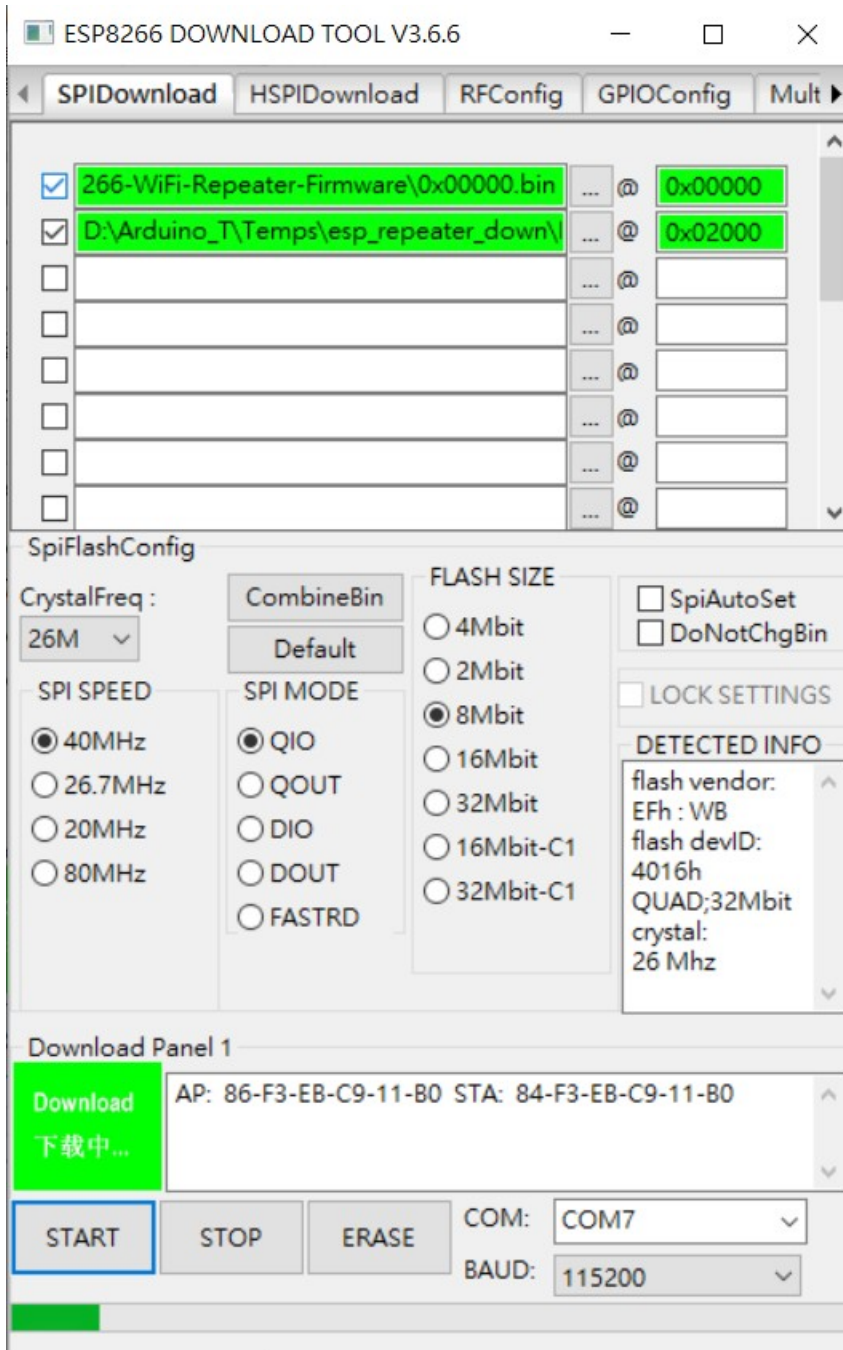 ESP8266 DOWNLOAD TOOL V3.6.6
SPIDownload HSPIDownload RFConfig GPIOConfig Mult
266-WiFi-Repeater-Firmware\0x00000.bin ... @ 0x00000
D:\Arduino_T\Temps\esp_repeater_down\ ... @ 0x02000
... @
... @
... @
... @
... @
... @
SpiFlashConfig
CrystalFreq :
26M
CombineBin
Default
SPI SPEED
40MHz
26.7MHz
20MHz
80MHz
SPI MODE
QIO
QOUT
DIO
DOUT
FASTRD
FLASH SIZE
4Mbit
2Mbit
8Mbit
16Mbit
32Mbit
16Mbit-C1
32Mbit-C1
SpiAutoSet
DoNotChgBin
LOCK SETTINGS
DETECTED INFO
flash vendor:
EFh : WB
flash devID:
4016h
QUAD;32Mbit
crystal:
26 Mhz
Download Panel 1
Download
下载中...
AP: 86-F3-EB-C9-11-B0 STA: 84-F3-EB-C9-11-B0
START STOP ERASE
COM: COM7
BAUD: 115200